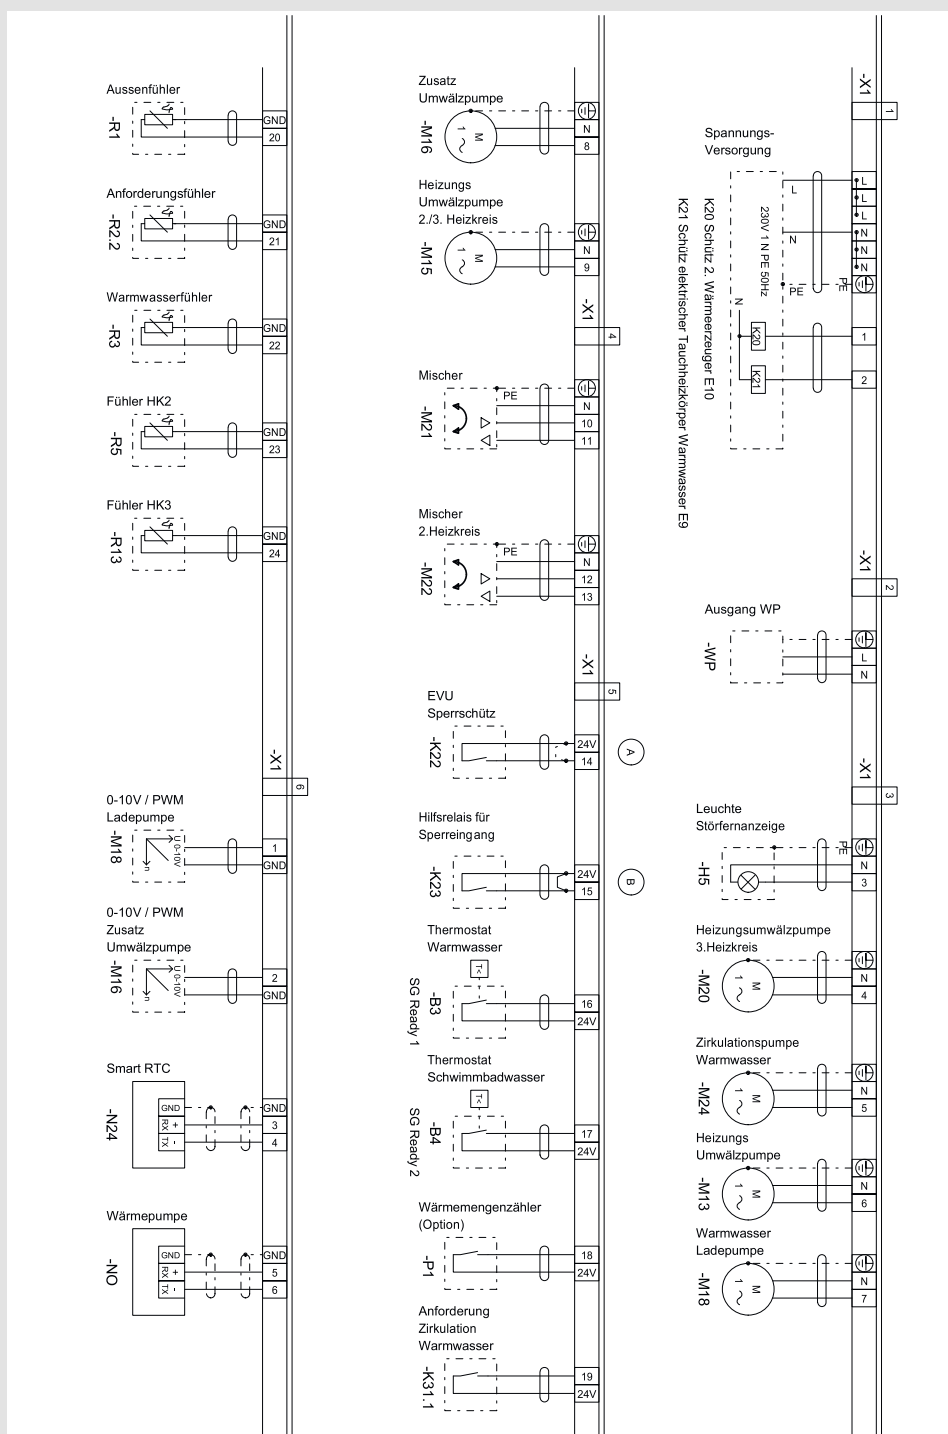 Aussenfühler
-R1
GND
20
Anforderungsfühler
-R2.2
GND
21
Warmwasserfühler
-R3
GND
22
Fühler HK2
-R5
GND
23
Fühler HK3
-R13
GND
24
-X1
6
0-10V / PWM
Ladepumpe
-M18
U 0-10V
n
1
GND
0-10V / PWM
Zusatz
Umwälzpumpe
-M16
U 0-10V
n
2
GND
Smart RTC
-N24
GND
RX +
TX -
GND
3
4
Wärmepumpe
-NO
GND
RX +
TX -
GND
5
6
Zusatz
Umwälzpumpe
-M16
M
1 ~
N
8
Heizungs
Umwälzpumpe
2./3. Heizkreis
-M15
M
1 ~
N
9
-X1
4
Mischer
-M21
PE
N
10
11
Mischer
2.Heizkreis
-M22
PE
N
12
13
-X1
5
EVU
Sperrschütz
-K22
24V
14
A
Hilfsrelais für
Sperreingang
-K23
24V
15
B
Thermostat
Warmwasser
T<
-B3
SG Ready 1
16
24V
Thermostat
Schwimmbadwasser
T<
-B4
SG Ready 2
17
24V
Wärmemengenzähler
(Option)
-P1
18
24V
Anforderung
Zirkulation
Warmwasser
-K31.1
19
24V
-X1
1
Spannungs-
Versorgung
230V 1 N PE 50Hz
K20 Schütz 2. Wärmeerzeuger E10
K21 Schütz elektrischer Tauchheizkörper Warmwasser E9
L
N
PE
PE
L
L
L
N
N
N
N
K20
K21
1
2
-X1
2
Ausgang WP
-WP
L
N
-X1
3
Leuchte
Störfernanzeige
-H5
PE
N
3
Heizungsumwälzpumpe
3.Heizkreis
-M20
M
1 ~
N
4
Zirkulationspumpe
Warmwasser
-M24
M
1 ~
N
5
Heizungs
Umwälzpumpe
-M13
M
1 ~
N
6
Warmwasser
Ladepumpe
-M18
M
1 ~
N
7